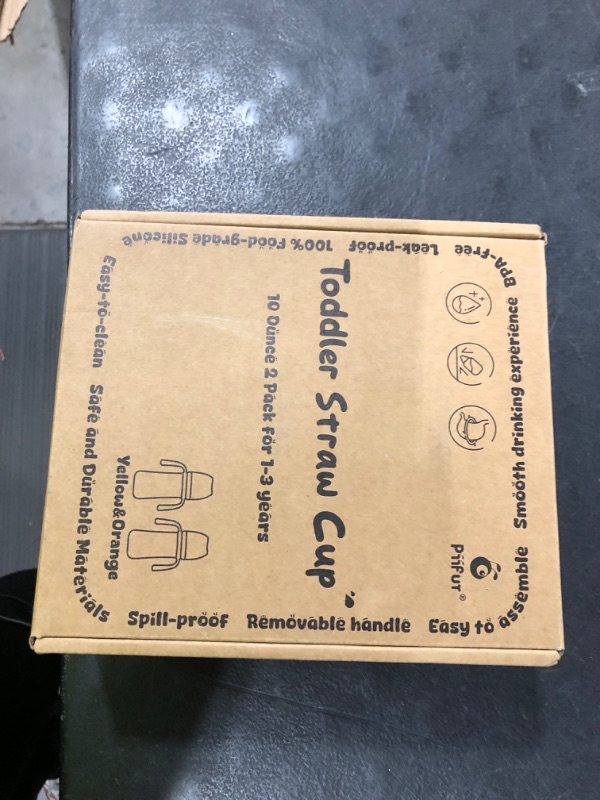 PiiPur®
Toddler Straw Cup
10 Ounce 2 Pack for 1-3 years
Yellow&Orange
BPA-free Smooth drinking experience Easy to assemble
Removable handle Spill-proof
Safe and Durable Materials Easy-to-clean
100% Food-grade Silicone Leak-proof